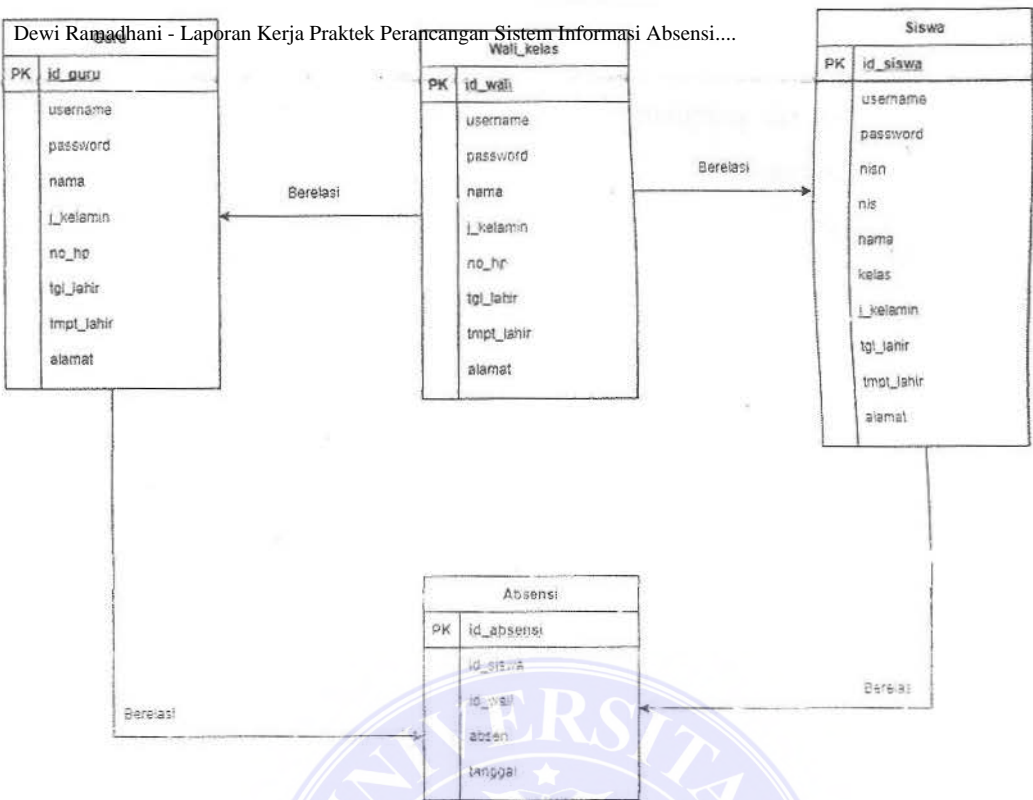 Dewi Ramadhani - Laporan Kerja Praktek Perancangan Sistem Informasi Absensi....
Guru
PK id_guru
username
password
nama
j_kelamin
no_hp
tgl_lahir
tmpt_lahir
alamat
Berelasi
Wali_kelas
PK id_wali
username
password
nama
j_kelamin
no_hp
tgl_lahir
tmpt_lahir
alamat
Berelasi
Siswa
PK id_siswa
username
password
nisn
nis
nama
kelas
j_kelamin
tgl_lahir
tmpt_lahir
alamat
Absensi
PK id_absensi
id_siswa
id_wali
absen
tanggal
Berelasi
Berelasi